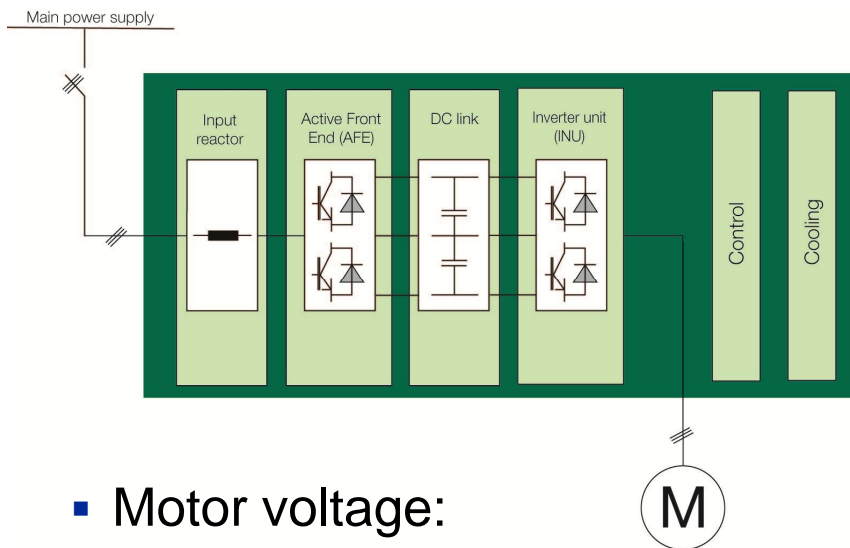 Main power supply
Input
reactor
Active Front
End (AFE)
DC link
Inverter unit
(INU)
Control
Cooling
▪ Motor voltage:
M